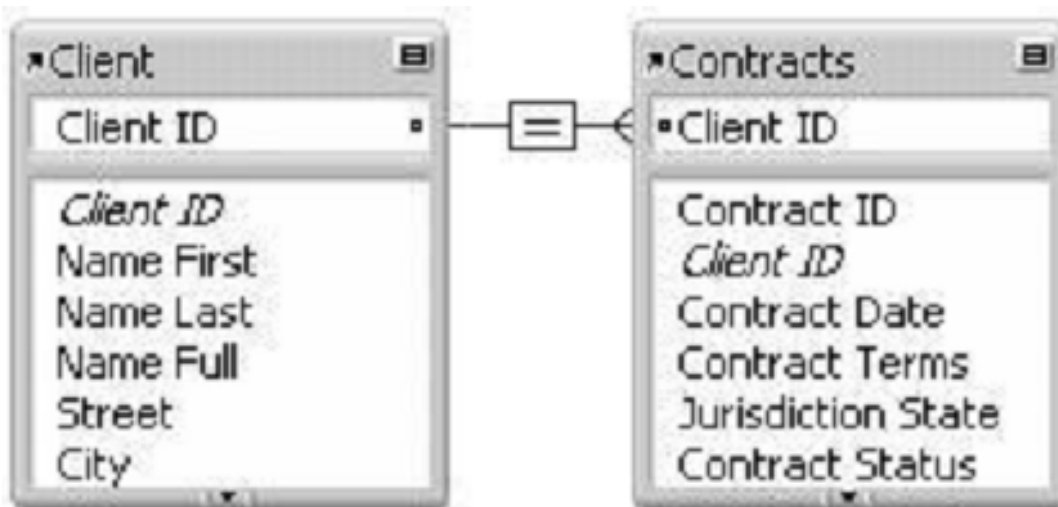 Client
Client ID
Client ID
Name First
Name Last
Name Full
Street
City
=
Contracts
Client ID
Contract ID
Client ID
Contract Date
Contract Terms
Jurisdiction State
Contract Status